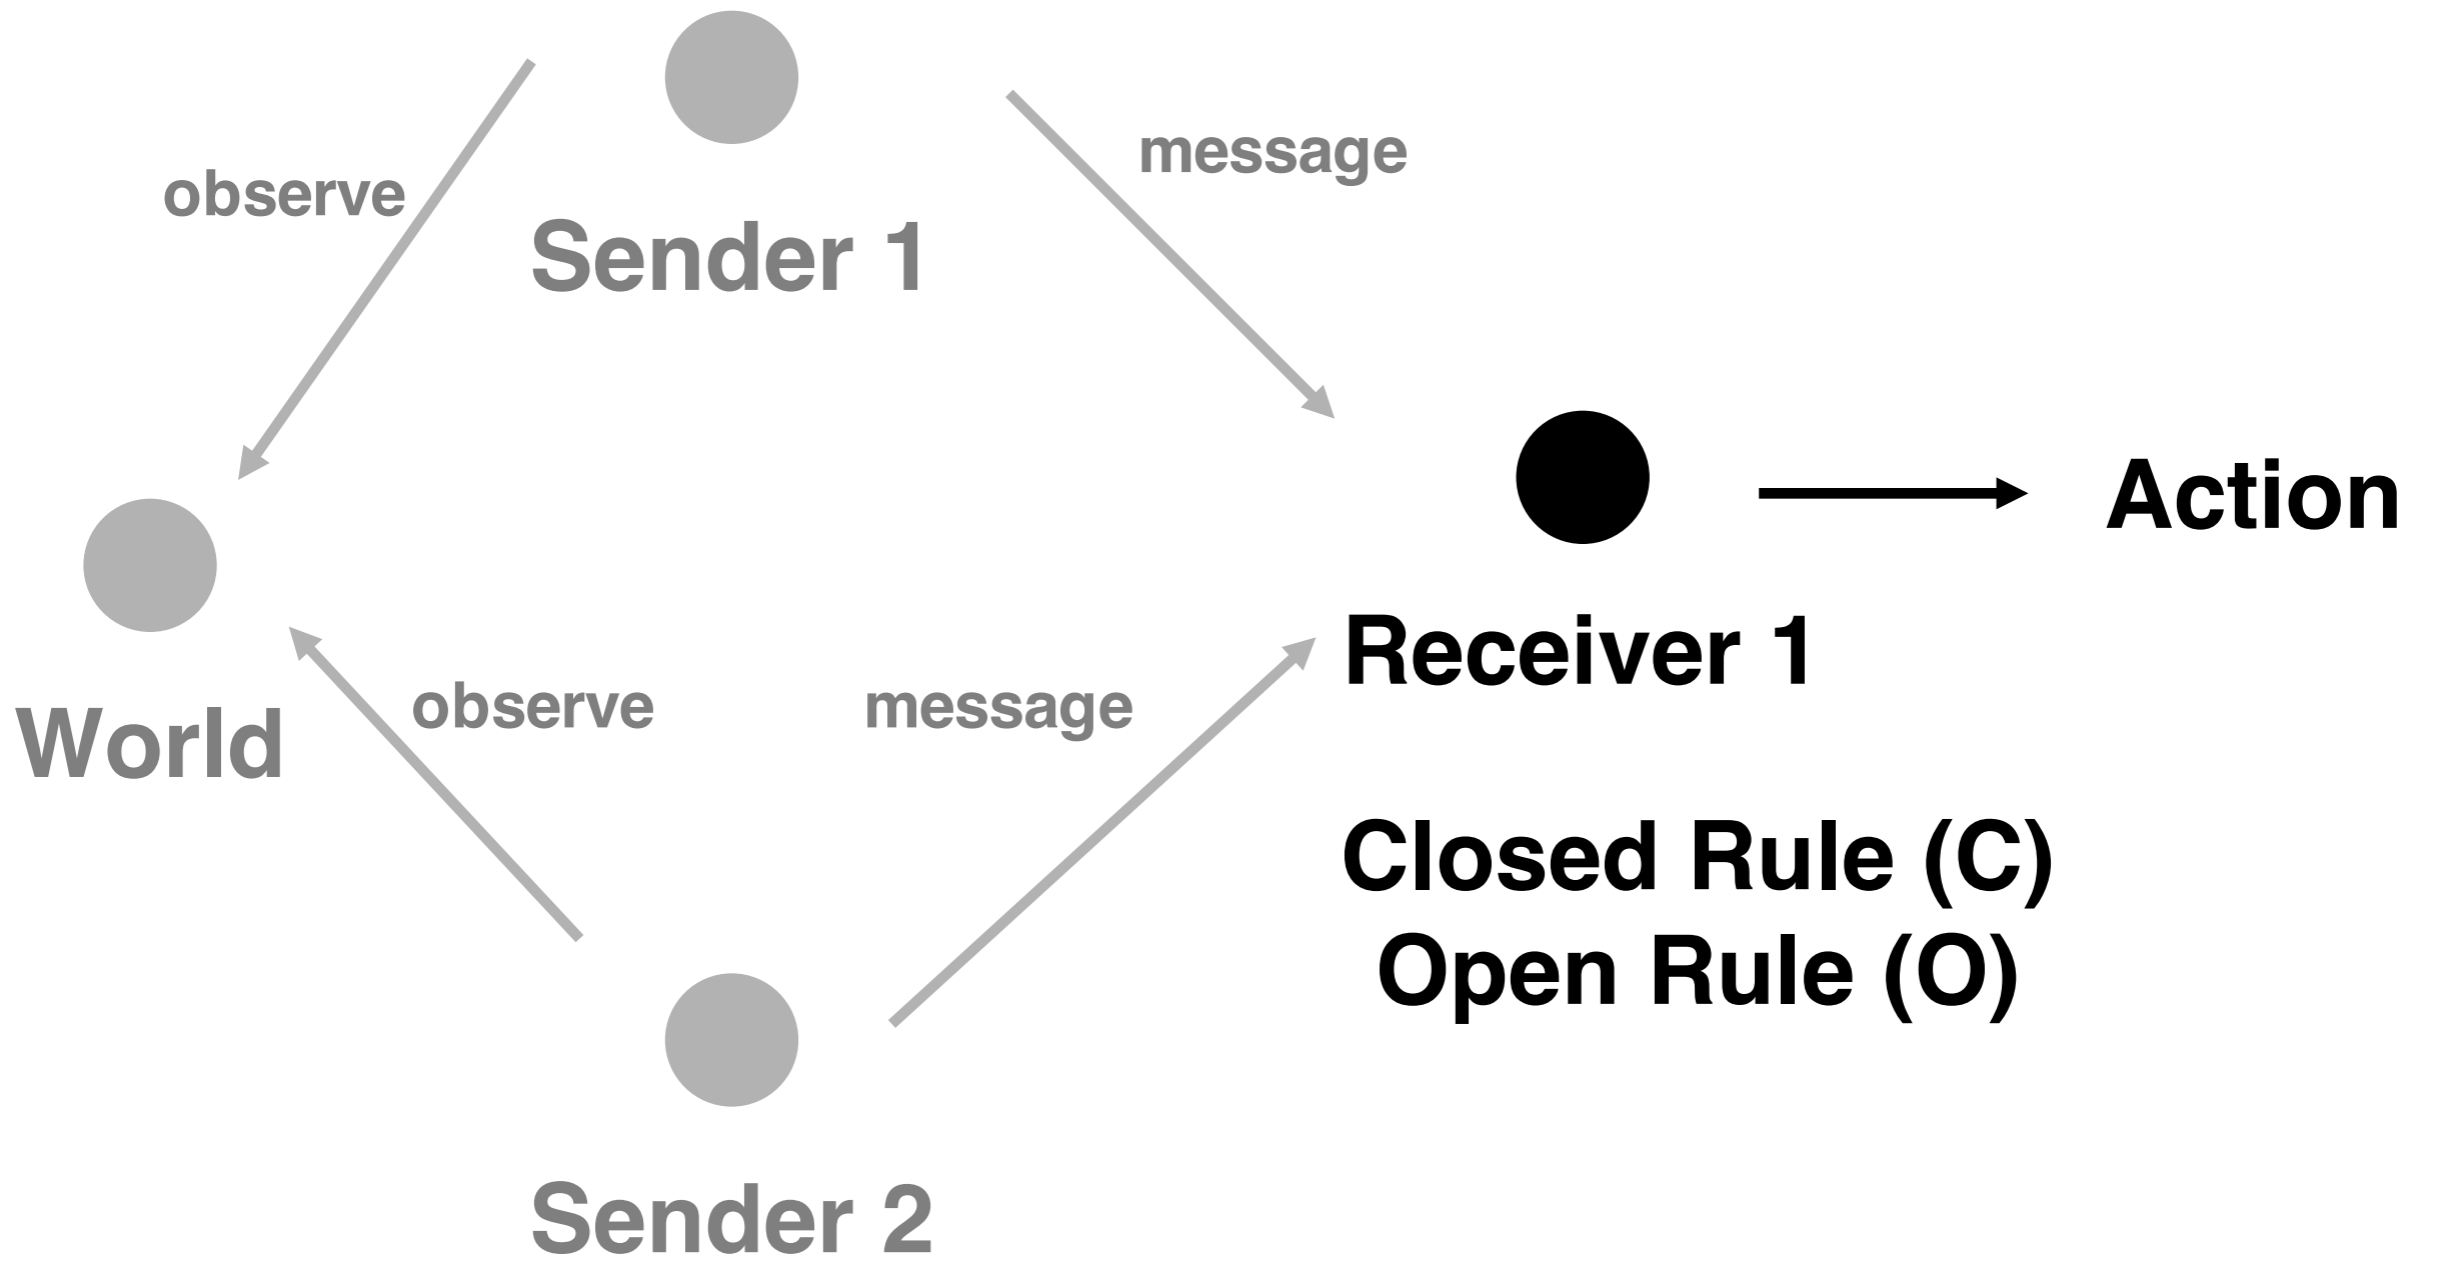 message
observe
Sender 1
Action
Receiver 1
observe
message
World
Closed Rule (C)
Open Rule (O)
Sender 2